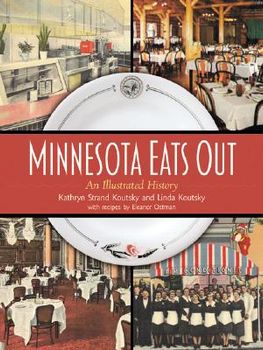 MINNESOTA EATS OUT
An Illustrated History
Kathryn Strand Koutsky and Linda Koutsky
with recipes by Eleanor Ostman